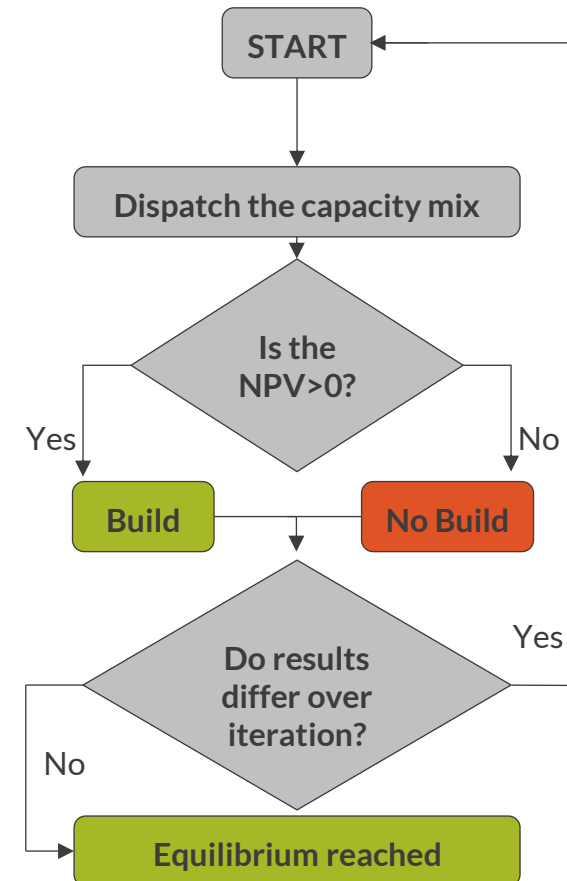 START
Dispatch the capacity mix
Is the
NPV>0?
Yes
No
Build
No Build
Do results
differ over
iteration?
Yes
No
Equilibrium reached